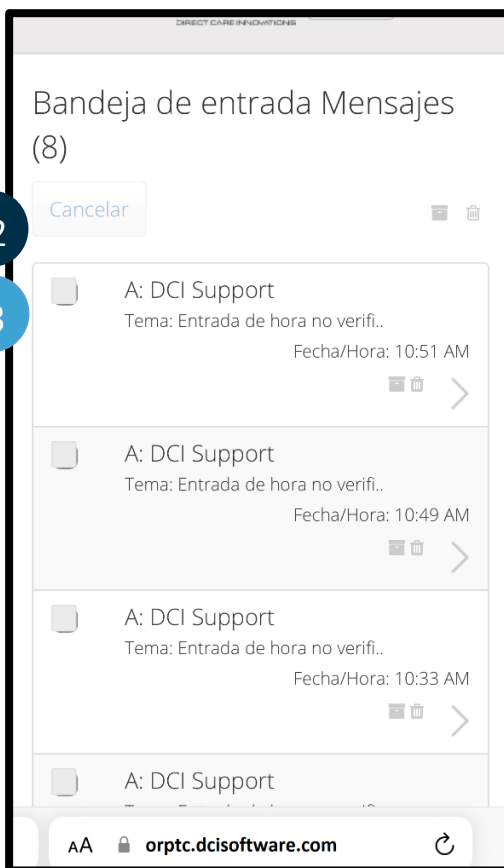 DIRECT CARE INNOVATIONS
Bandeja de entrada Mensajes
(8)
Cancelar
2
3
A: DCI Support
Tema: Entrada de hora no verifi..
Fecha/Hora: 10:51 AM
A: DCI Support
Tema: Entrada de hora no verifi..
Fecha/Hora: 10:49 AM
A: DCI Support
Tema: Entrada de hora no verifi..
Fecha/Hora: 10:33 AM
A: DCI Support
AA orptc.dcisoftware.com